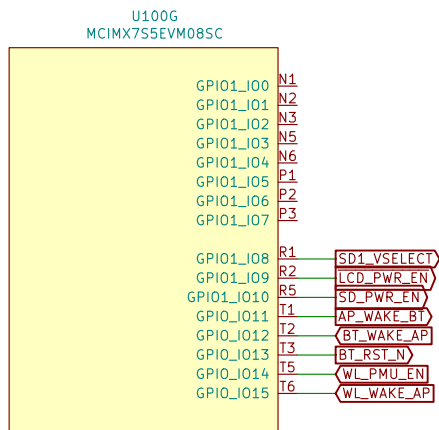 U100G
MCIMX7S5EVM08SC
GPIO1_IO0 N1
GPIO1_IO1 N2
GPIO1_IO2 N3
GPIO1_IO3 N5
GPIO1_IO4 N6
GPIO1_IO5 P1
GPIO1_IO6 P2
GPIO1_IO7 P3
GPIO1_IO8 R1 SD1_VSELECT
GPIO1_IO9 R2 LCD_PWR_EN
GPIO1_IO10 R5 SD_PWR_EN
GPIO_IO11 T1 AP_WAKE_BT
GPIO_IO12 T2 BT_WAKE_AP
GPIO_IO13 T3 BT_RST_N
GPIO_IO14 T5 WL_PMU_EN
GPIO_IO15 T6 WL_WAKE_AP